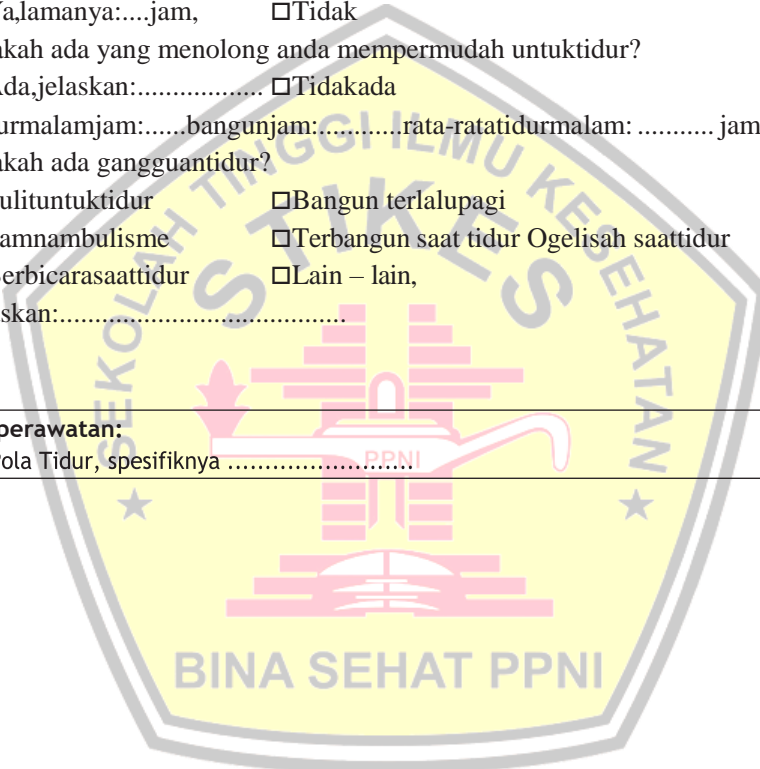 Ya,lamanya:....jam, □Tidak
akah ada yang menolong anda mempermudah untuktidur?
Ada,jelaskan:.................. □Tidakada
urmalamjam:......bangunjam:............rata-ratatidurmalam: ........... jam
akah ada gangguantidur?
ulituntuktidur □Bangun terlalupagi
amnambulisme □Terbangun saat tidur Ogelisah saattidur
Berbicarasaattidur □Lain – lain,
skan:........................................
perawatan:
Pola Tidur, spesifiknya .........................
SEKOLAH TINGGI ILMU KESEHATAN
STIKES
PPNI
BINA SEHAT PPNI